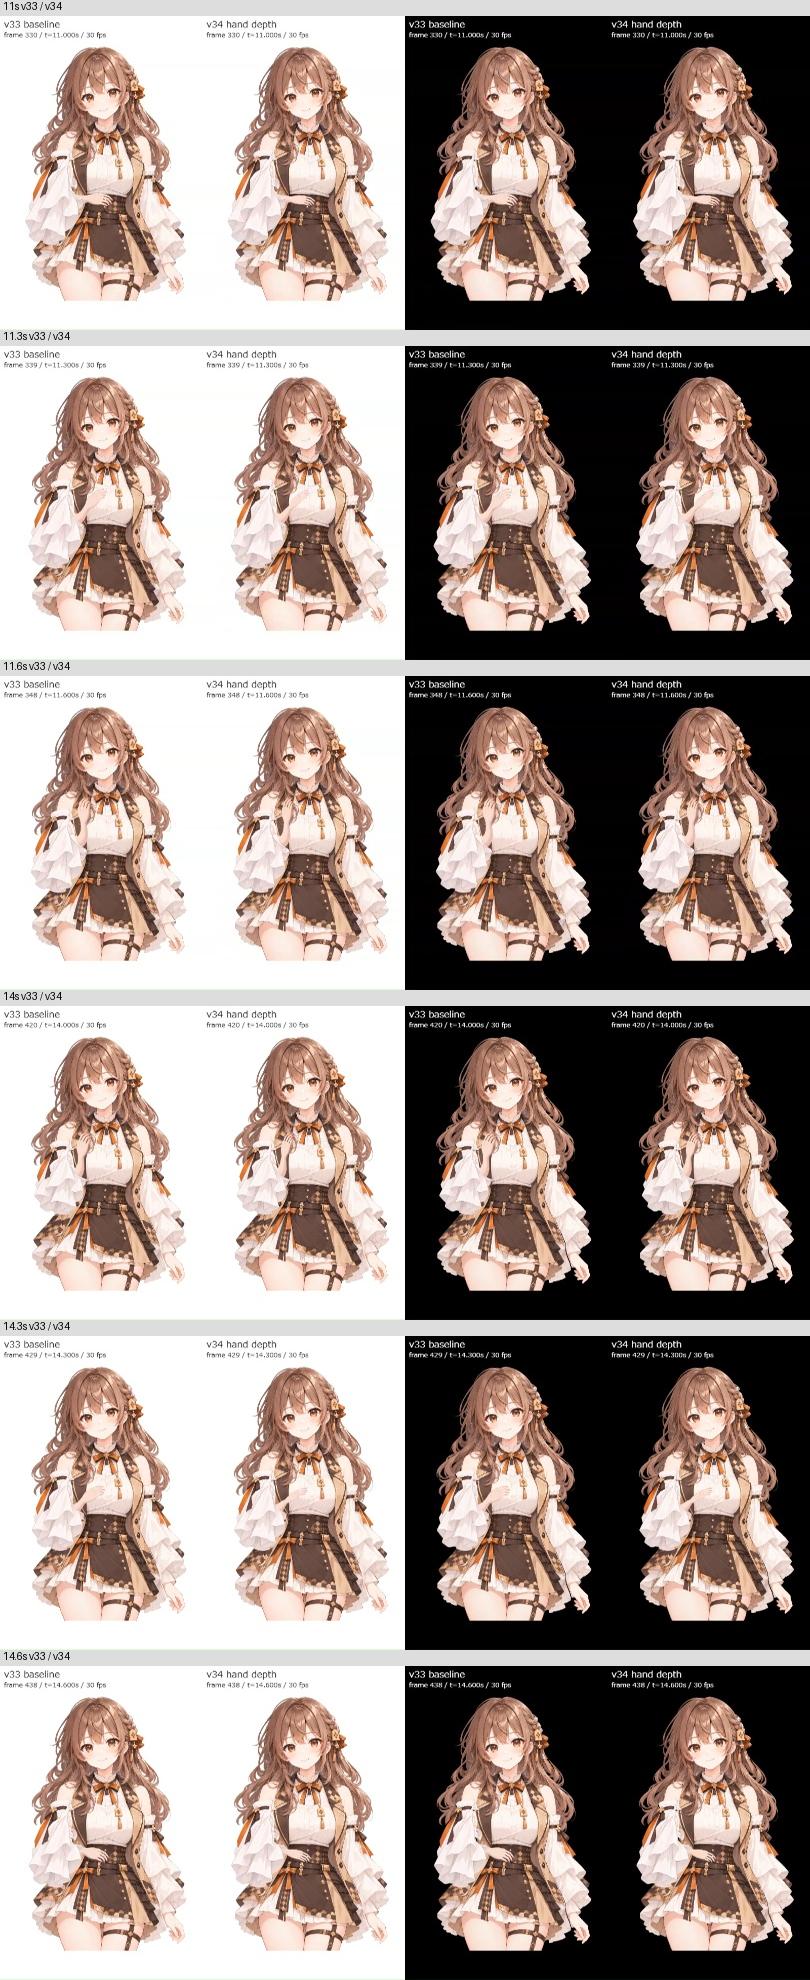 11s v33 / v34
v33 baseline
frame 330 / t=11.000s / 30 fps
v34 hand depth
frame 330 / t=11.000s / 30 fps
v33 baseline
frame 330 / t=11.000s / 30 fps
v34 hand depth
frame 330 / t=11.000s / 30 fps
11.3s v33 / v34
v33 baseline
frame 339 / t=11.300s / 30 fps
v34 hand depth
frame 339 / t=11.300s / 30 fps
v33 baseline
frame 339 / t=11.300s / 30 fps
v34 hand depth
frame 339 / t=11.300s / 30 fps
11.6s v33 / v34
v33 baseline
frame 348 / t=11.600s / 30 fps
v34 hand depth
frame 348 / t=11.600s / 30 fps
v33 baseline
frame 348 / t=11.600s / 30 fps
v34 hand depth
frame 348 / t=11.600s / 30 fps
14s v33 / v34
v33 baseline
frame 420 / t=14.000s / 30 fps
v34 hand depth
frame 420 / t=14.000s / 30 fps
v33 baseline
frame 420 / t=14.000s / 30 fps
v34 hand depth
frame 420 / t=14.000s / 30 fps
14.3s v33 / v34
v33 baseline
frame 429 / t=14.300s / 30 fps
v34 hand depth
frame 429 / t=14.300s / 30 fps
v33 baseline
frame 429 / t=14.300s / 30 fps
v34 hand depth
frame 429 / t=14.300s / 30 fps
14.6s v33 / v34
v33 baseline
frame 438 / t=14.600s / 30 fps
v34 hand depth
frame 438 / t=14.600s / 30 fps
v33 baseline
frame 438 / t=14.600s / 30 fps
v34 hand depth
frame 438 / t=14.600s / 30 fps